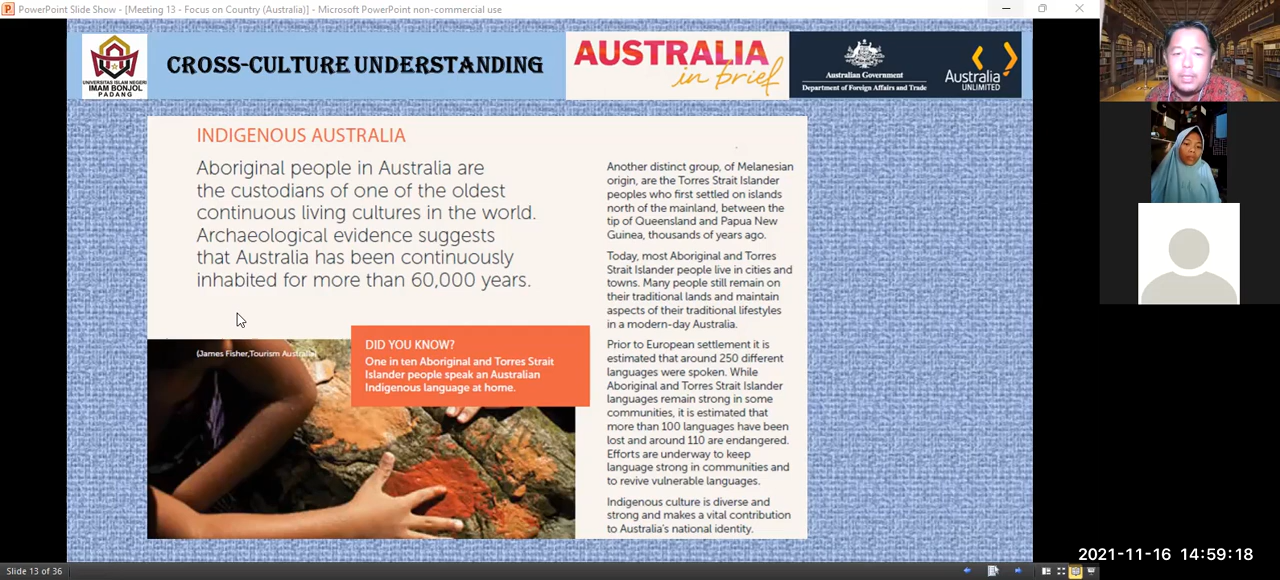 PowerPoint Slide Show - [Meeting 13 - Focus on Country (Australia)] - Microsoft PowerPoint non-commercial use
UNIVERSITAS ISLAM NEGERI
IMAM BONJOL
PADANG
CROSS-CULTURE UNDERSTANDING
AUSTRALIA
in brief
Australian Government
Department of Foreign Affairs and Trade
Australia
UNLIMITED
INDIGENOUS AUSTRALIA
Aboriginal people in Australia are
the custodians of one of the oldest
continuous living cultures in the world.
Archaeological evidence suggests
that Australia has been continuously
inhabited for more than 60,000 years.
(James Fisher,Tourism Australia)
DID YOU KNOW?
One in ten Aboriginal and Torres Strait
Islander people speak an Australian
Indigenous language at home.
Another distinct group, of Melanesian
origin, are the Torres Strait Islander
peoples who first settled on islands
north of the mainland, between the
tip of Queensland and Papua New
Guinea, thousands of years ago.
Today, most Aboriginal and Torres
Strait Islander people live in cities and
towns. Many people still remain on
their traditional lands and maintain
aspects of their traditional lifestyles
in a modern-day Australia.
Prior to European settlement it is
estimated that around 250 different
languages were spoken. While
Aboriginal and Torres Strait Islander
languages remain strong in some
communities, it is estimated that
more than 100 languages have been
lost and around 110 are endangered.
Efforts are underway to keep
language strong in communities and
to revive vulnerable languages.
Indigenous culture is diverse and
strong and makes a vital contribution
to Australia's national identity.
2021-11-16 14:59:18
Slide 13 of 36